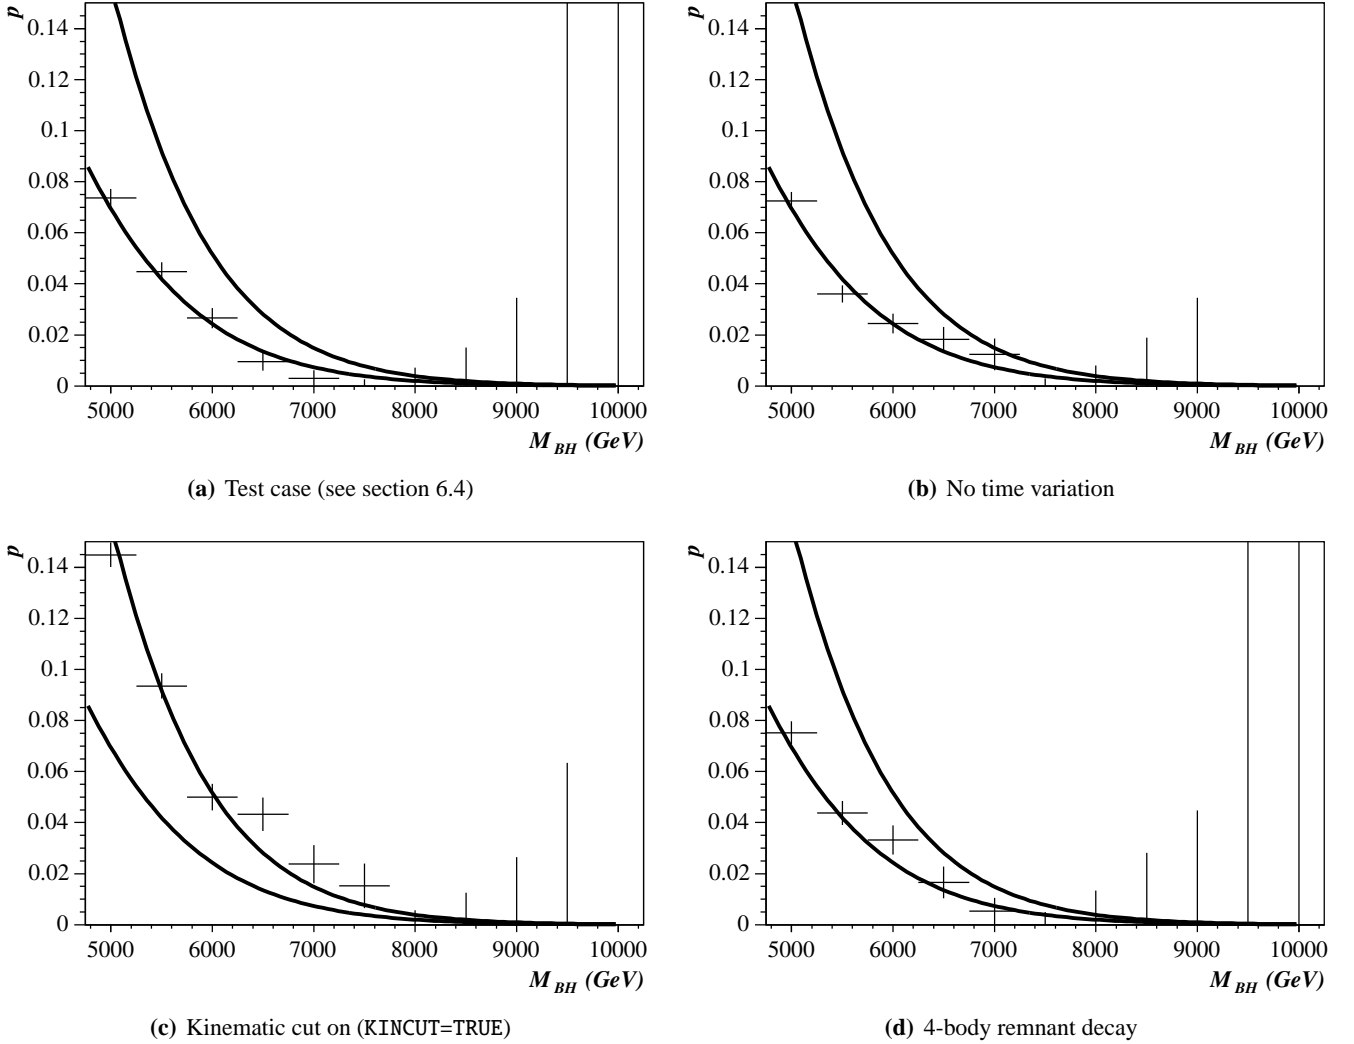 p
0.14
0.12
0.1
0.08
0.06
0.04
0.02
0
5000 6000 7000 8000 9000 10000
M BH (GeV)
(a) Test case (see section 6.4)
p
0.14
0.12
0.1
0.08
0.06
0.04
0.02
0
5000 6000 7000 8000 9000 10000
M BH (GeV)
(b) No time variation
p
0.14
0.12
0.1
0.08
0.06
0.04
0.02
0
5000 6000 7000 8000 9000 10000
M BH (GeV)
(c) Kinematic cut on (KINCUT=TRUE)
p
0.14
0.12
0.1
0.08
0.06
0.04
0.02
0
5000 6000 7000 8000 9000 10000
M BH (GeV)
(d) 4-body remnant decay